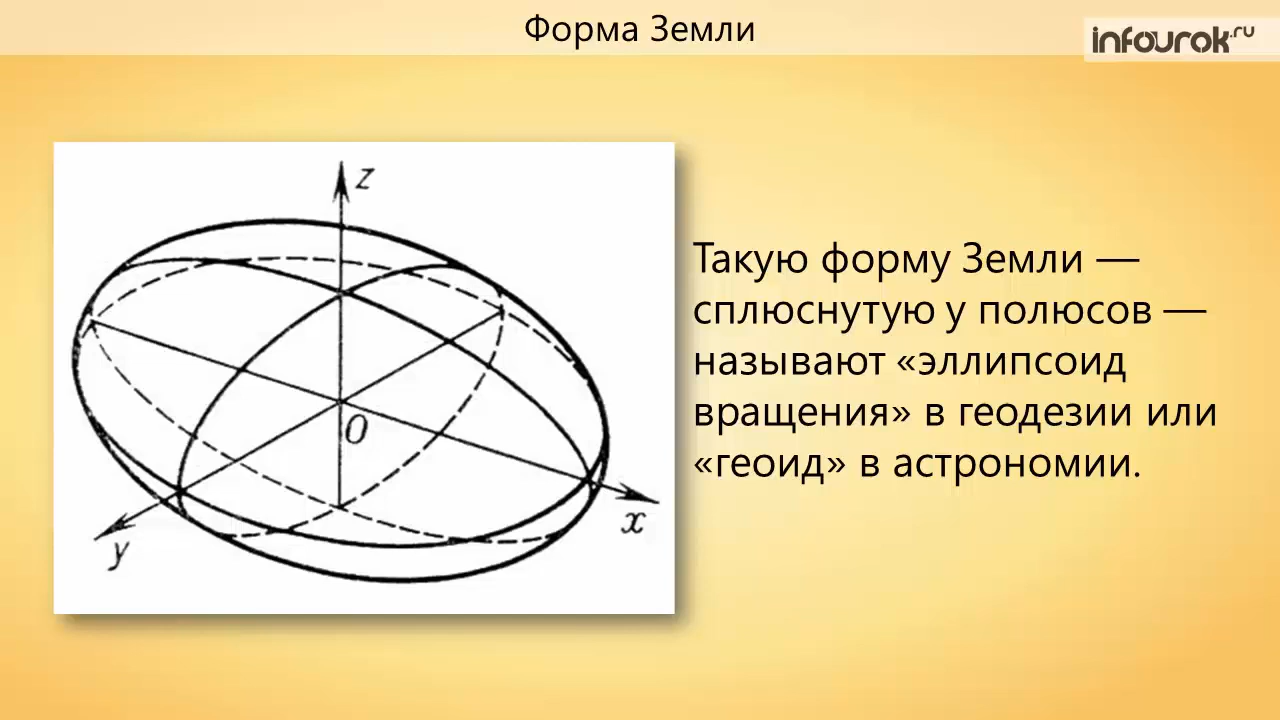 Форма Земли
infourok.ru
z
Такую форму Земли —
сплюснутую у полюсов —
называют «эллипсоид
вращения» в геодезии или
«геоид» в астрономии.
O
x
y